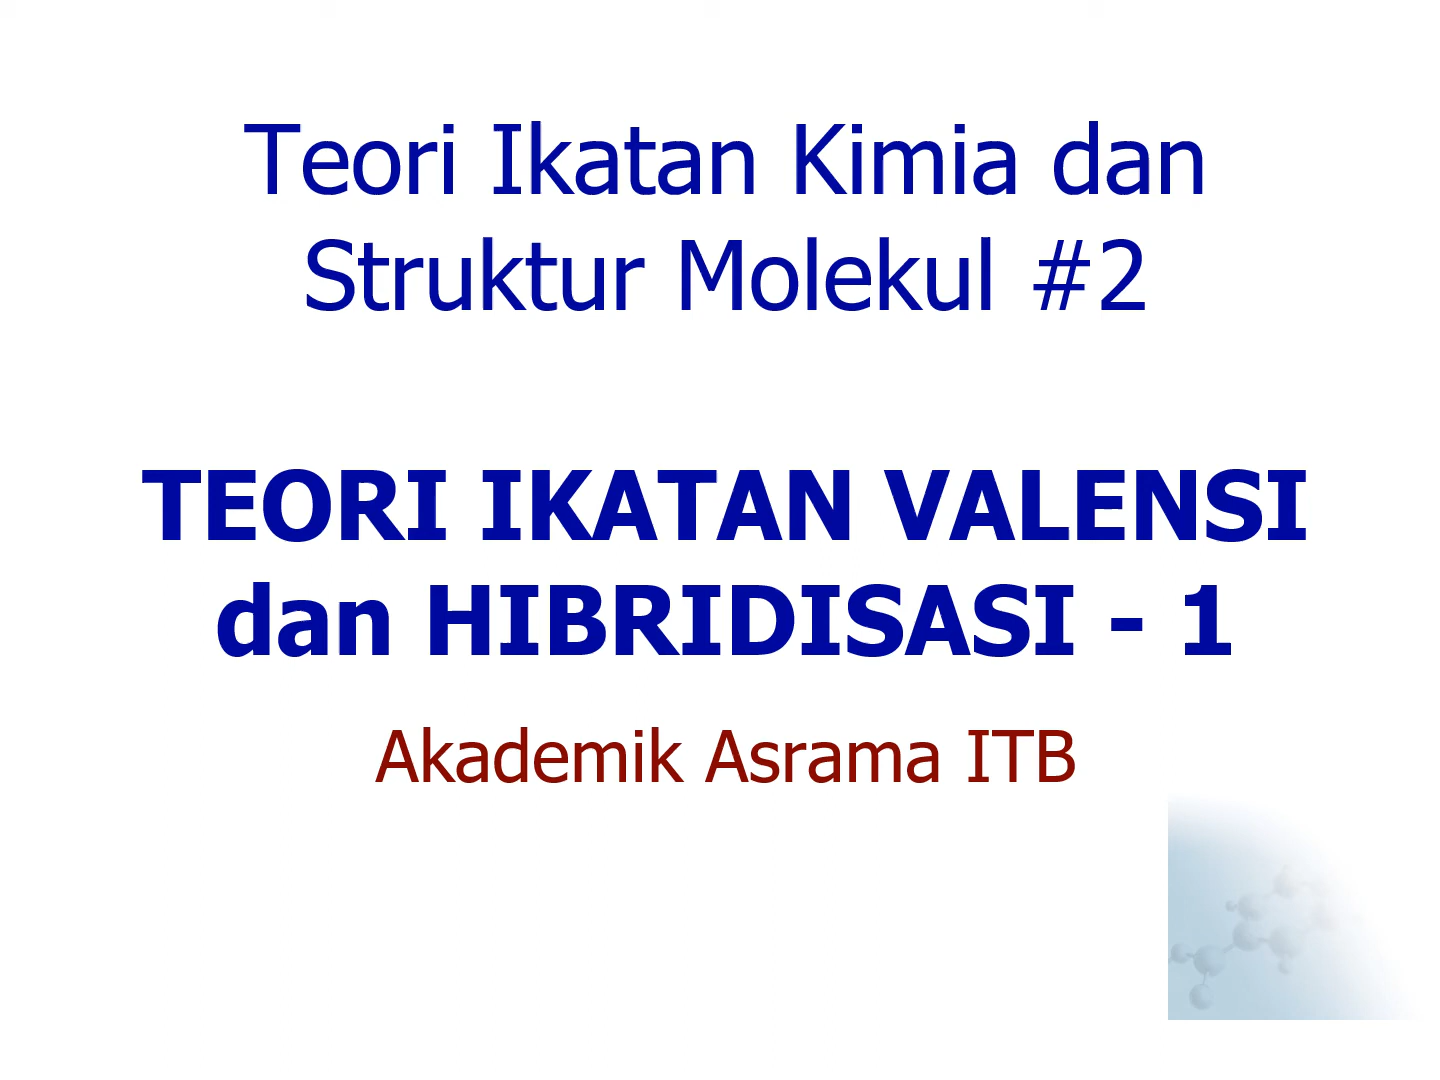 Teori Ikatan Kimia dan
Struktur Molekul #2
TEORI IKATAN VALENSI
dan HIBRIDISASI - 1
Akademik Asrama ITB